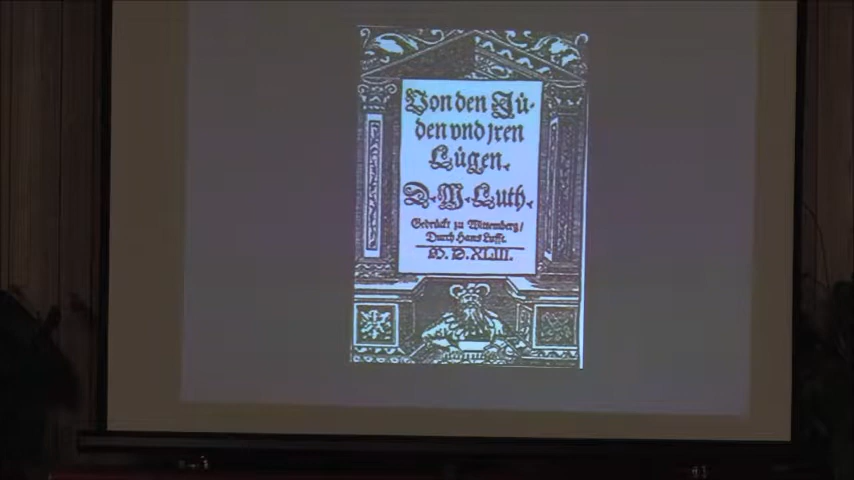 Von den Jü-
den vnd jren
Lügen.
D. M. Luth.
Gedrückt zu Wittemberg/
Durch Hans Lufft.
M. D. XLIII.